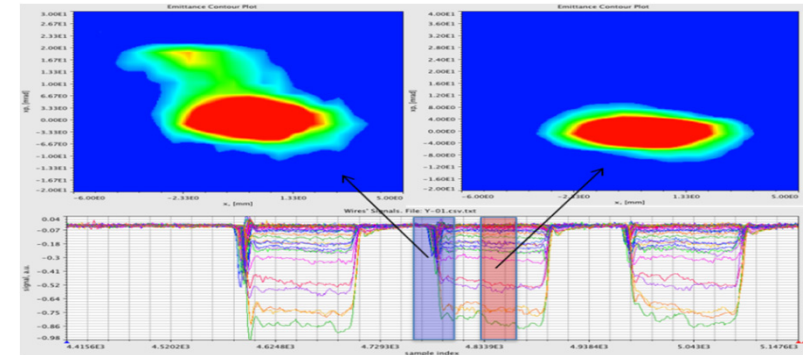 Emittance Contour Plot
3.00E1
2.67E1
2.33E1
2.00E1
1.67E1
1.33E1
1.00E1
6.67E0
3.33E0
0.00E0
-3.33E0
-6.67E0
-1.00E1
-1.33E1
-1.67E1
-2.00E1
xp, [mrad]
-6.00E0
-2.33E0
1.33E0
5.00E0
x, [mm]
Emittance Contour Plot
4.00E1
3.60E1
3.20E1
2.80E1
2.40E1
2.00E1
1.60E1
1.20E1
8.00E0
4.00E0
0.00E0
-4.00E0
-8.00E0
-1.20E1
-1.60E1
-2.00E1
xp, [mrad]
-6.00E0
-2.33E0
1.33E0
5.00E0
x, [mm]
Wires' Signals. File: Y-01.csv.txt
0.04
-0.07
-0.18
-0.3
-0.41
-0.52
-0.64
-0.75
-0.86
-0.98
signal, a.u.
4.4156E3
4.5202E3
4.6248E3
4.7293E3
4.8339E3
4.9384E3
5.043E3
5.1476E3
sample index